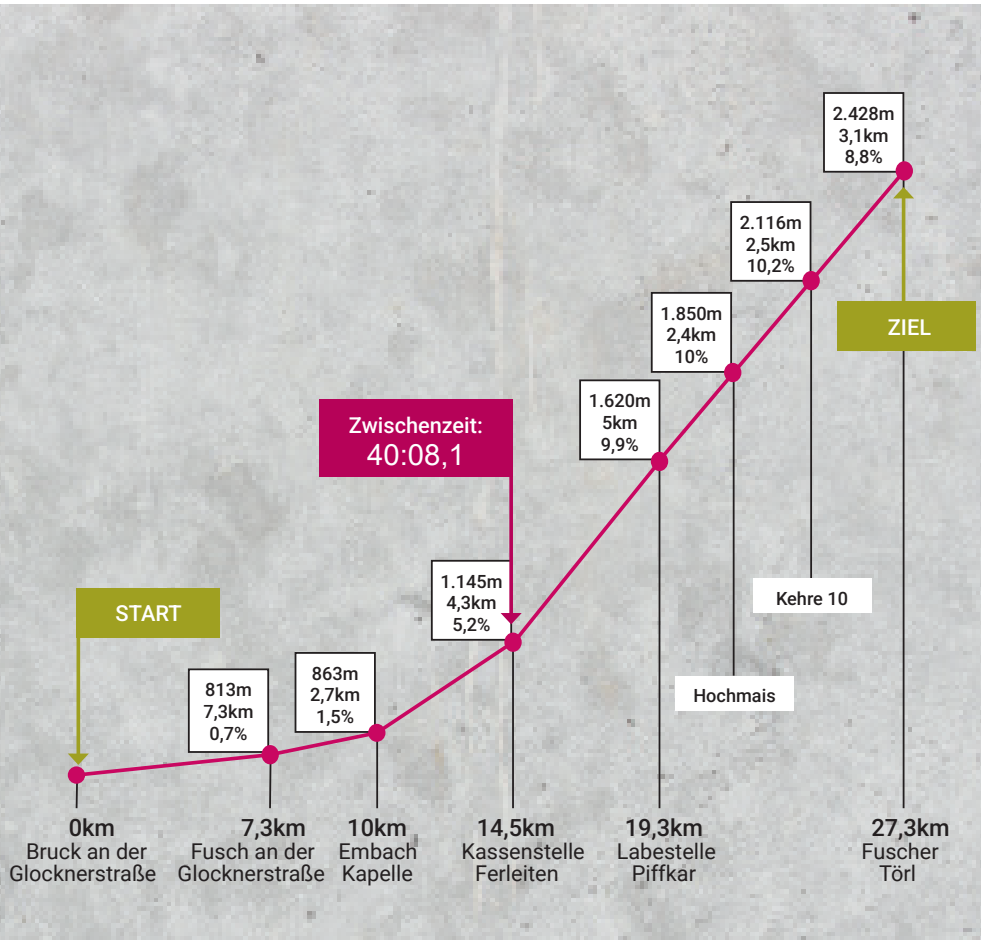 2.428m
3,1km
8,8%
2.116m
2,5km
10,2%
ZIEL
1.850m
2,4km
10%
1.620m
5km
9,9%
Zwischenzeit:
40:08,1
1.145m
4,3km
5,2%
Kehre 10
START
863m
2,7km
1,5%
813m
7,3km
0,7%
Hochmais
0km
Bruck an der
Glocknerstraße
7,3km
Fusch an der
Glocknerstraße
10km
Embach
Kapelle
14,5km
Kassenstelle
Ferleiten
19,3km
Labestelle
Piffkar
27,3km
Fuscher
Törl